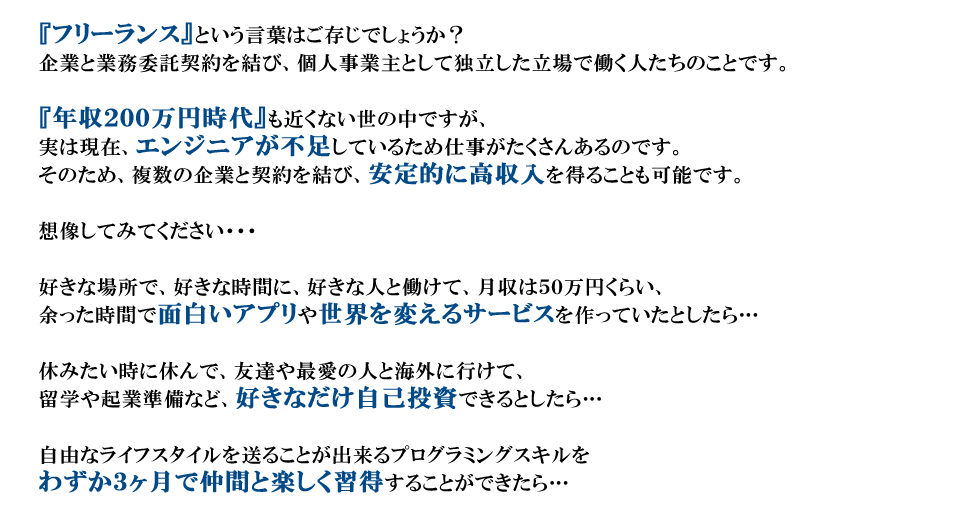 『フリーランス』という言葉はご存じでしょうか？
企業と業務委託契約を結び、個人事業主として独立した立場で働く人たちのことです。
『年収200万円時代』も近くない世の中ですが、
実は現在、エンジニアが不足しているため仕事がたくさんあるのです。
そのため、複数の企業と契約を結び、安定的に高収入を得ることも可能です。
想像してみてください・・・
好きな場所で、好きな時間に、好きな人と働けて、月収は50万円くらい、
余った時間で面白いアプリや世界を変えるサービスを作っていたとしたら…
休みたい時に休んで、友達や最愛の人と海外に行けて、
留学や起業準備など、好きなだけ自己投資できるとしたら…
自由なライフスタイルを送ることが出来るプログラミングスキルを
わずか3ヶ月で仲間と楽しく習得することができたら…